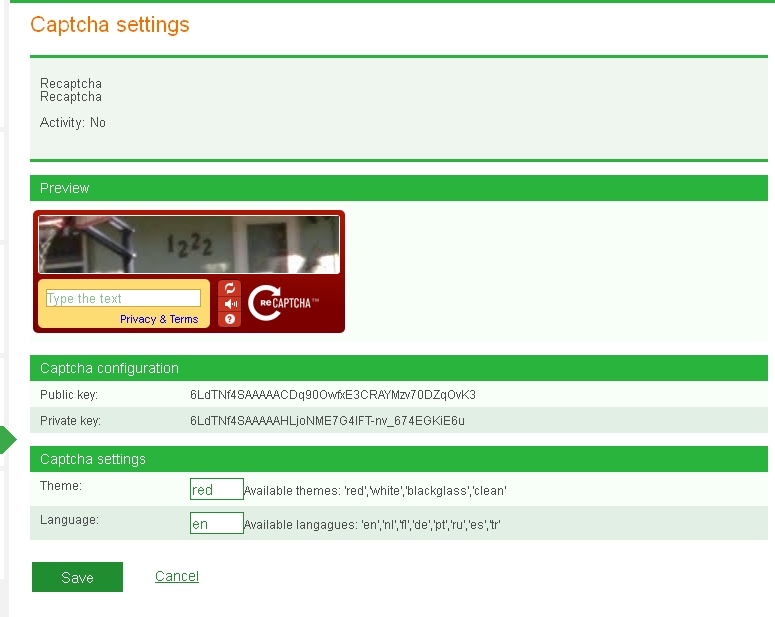 Captcha settings
Recaptcha
Recaptcha
Activity: No
Preview
1222
Type the text
Privacy & Terms
reCAPTCHA™
Captcha configuration
Public key: 6LdTNf4SAAAAACDq90OwfxE3CRAYMzv70DZqOvK3
Private key: 6LdTNf4SAAAAAHLjoNME7G4lFT-nv_674EGKiE6u
Captcha settings
Theme: red Available themes: 'red','white','blackglass','clean'
Language: en Available langagues: 'en','nl','fl','de','pt','ru','es','tr'
Save Cancel